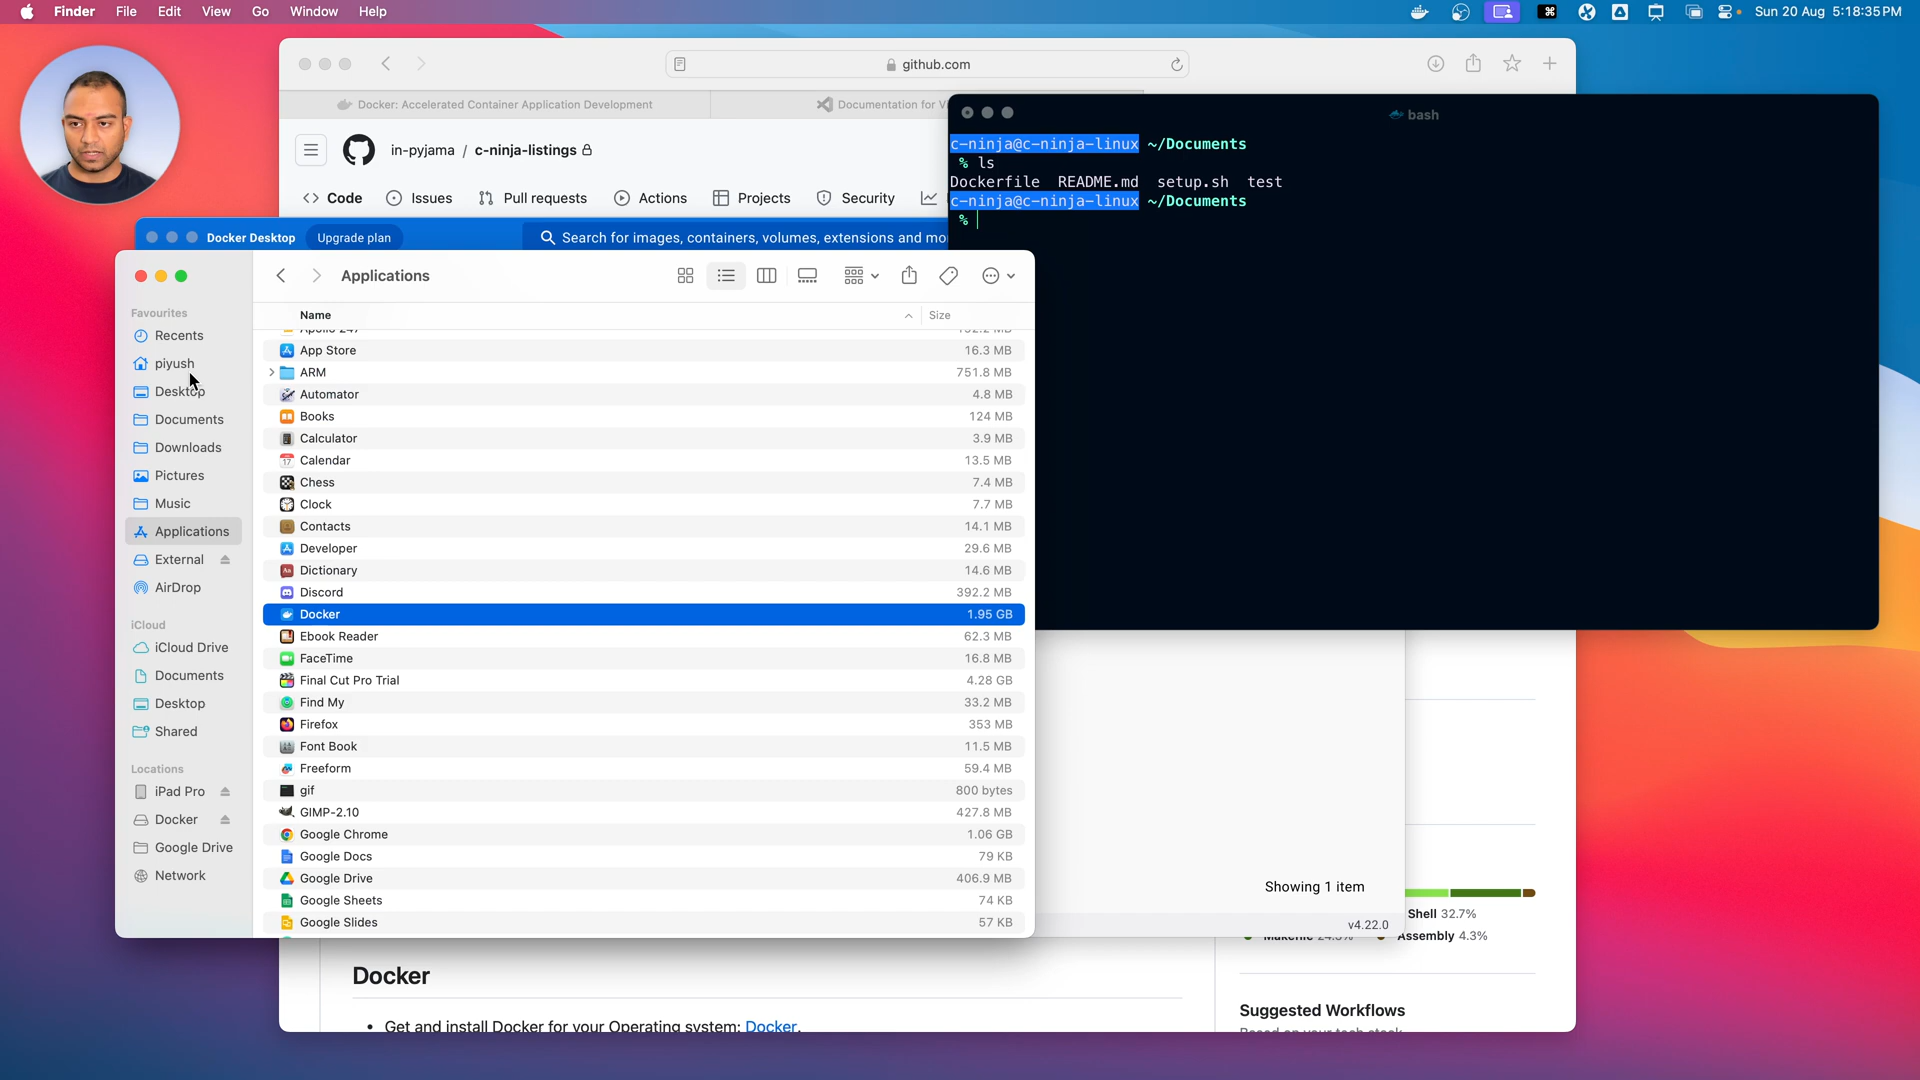 Finder File Edit View Go Window Help
Sun 20 Aug 5:18:35 PM
github.com
Docker: Accelerated Container Application Development
Documentation for
in-pyjama / c-ninja-listings
Code Issues Pull requests Actions Projects Security
bash
c-ninja@c-ninja-linux ~/Documents
% ls
Dockerfile README.md setup.sh test
c-ninja@c-ninja-linux ~/Documents
%
Docker Desktop Upgrade plan Search for images, containers, volumes, extensions and mo
Applications
Favourites
Recents
piyush
Desktop
Documents
Downloads
Pictures
Music
Applications
External
AirDrop
iCloud
iCloud Drive
Documents
Desktop
Shared
Locations
iPad Pro
Docker
Google Drive
Network
Name Size
App Store 16.3 MB
ARM 751.8 MB
Automator 4.8 MB
Books 124 MB
Calculator 3.9 MB
Calendar 13.5 MB
Chess 7.4 MB
Clock 7.7 MB
Contacts 14.1 MB
Developer 29.6 MB
Dictionary 14.6 MB
Discord 392.2 MB
Docker 1.95 GB
Ebook Reader 62.3 MB
FaceTime 16.8 MB
Final Cut Pro Trial 4.28 GB
Find My 33.2 MB
Firefox 353 MB
Font Book 11.5 MB
Freeform 59.4 MB
gif 800 bytes
GIMP-2.10 427.8 MB
Google Chrome 1.06 GB
Google Docs 79 KB
Google Drive 406.9 MB
Google Sheets 74 KB
Google Slides 57 KB
Showing 1 item
v4.22.0
Shell 32.7%
Assembly 4.3%
Docker
• Get and install Docker for your Operating system: Docker.
Suggested Workflows
Based on your tech stack